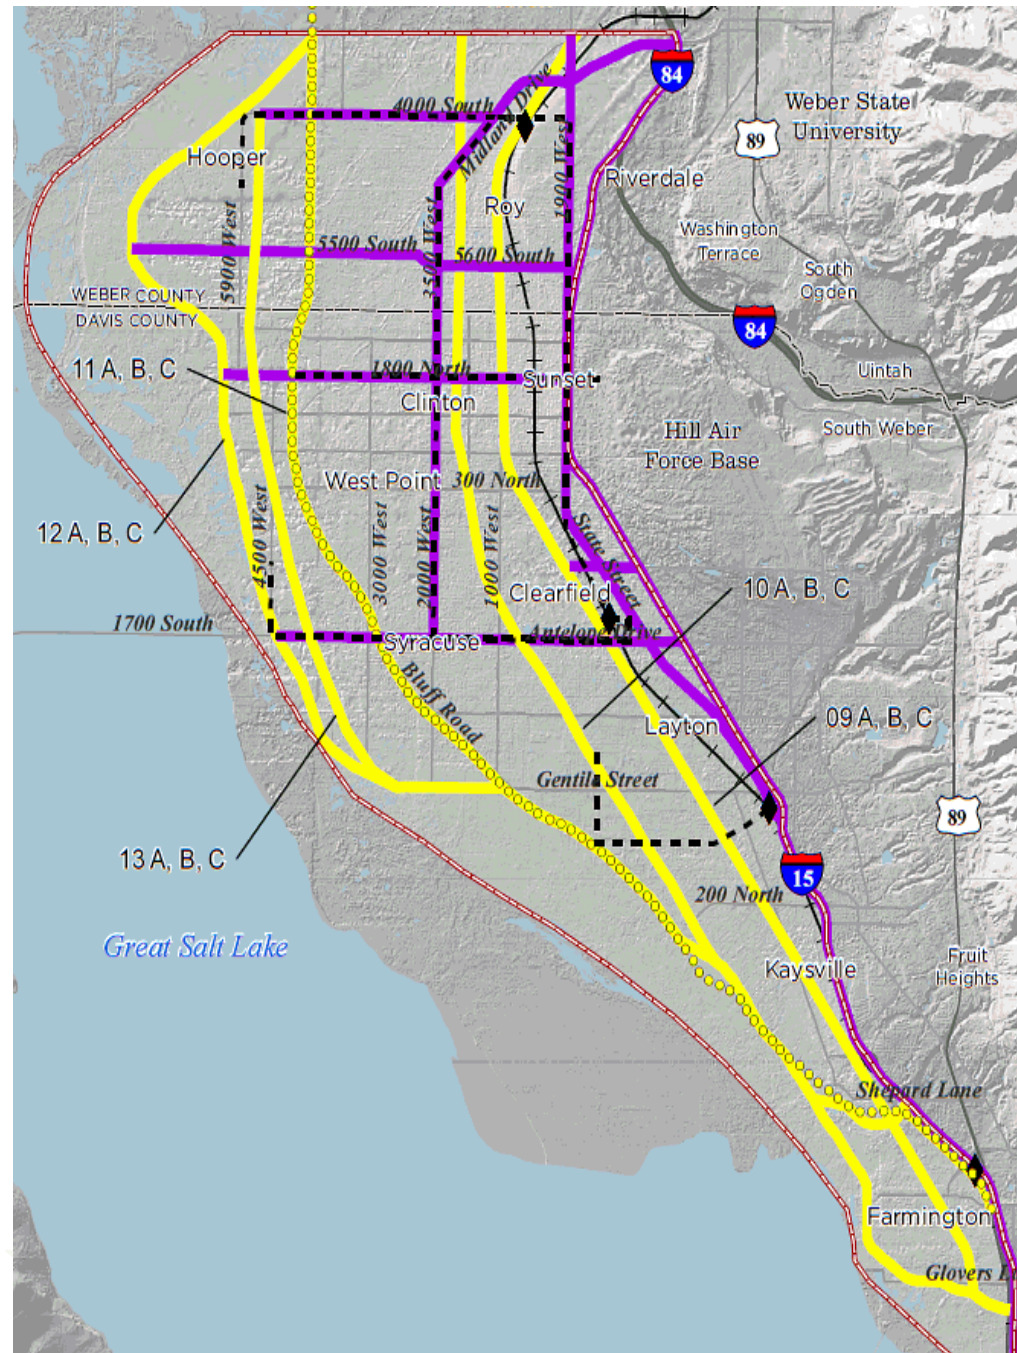 84
Weber State
University
89
4000 South
Midland Drive
Hooper
1900 West
Riverdale
Roy
5900 West
3500 West
Washington
Terrace
5500 South
5600 South
South
Ogden
WEBER COUNTY
DAVIS COUNTY
84
11 A, B, C
1800 North
Sunset
Uintah
Clinton
South Weber
Hill Air
Force Base
West Point
300 North
12 A, B, C
4500 West
3000 West
2000 West
1000 West
State Street
Clearfield
10 A, B, C
1700 South
Antelope Drive
Syracuse
Bluff Road
Layton
09 A, B, C
Gentile Street
89
13 A, B, C
15
200 North
Great Salt Lake
Kaysville
Fruit
Heights
Shepard Lane
Farmington
Glovers L